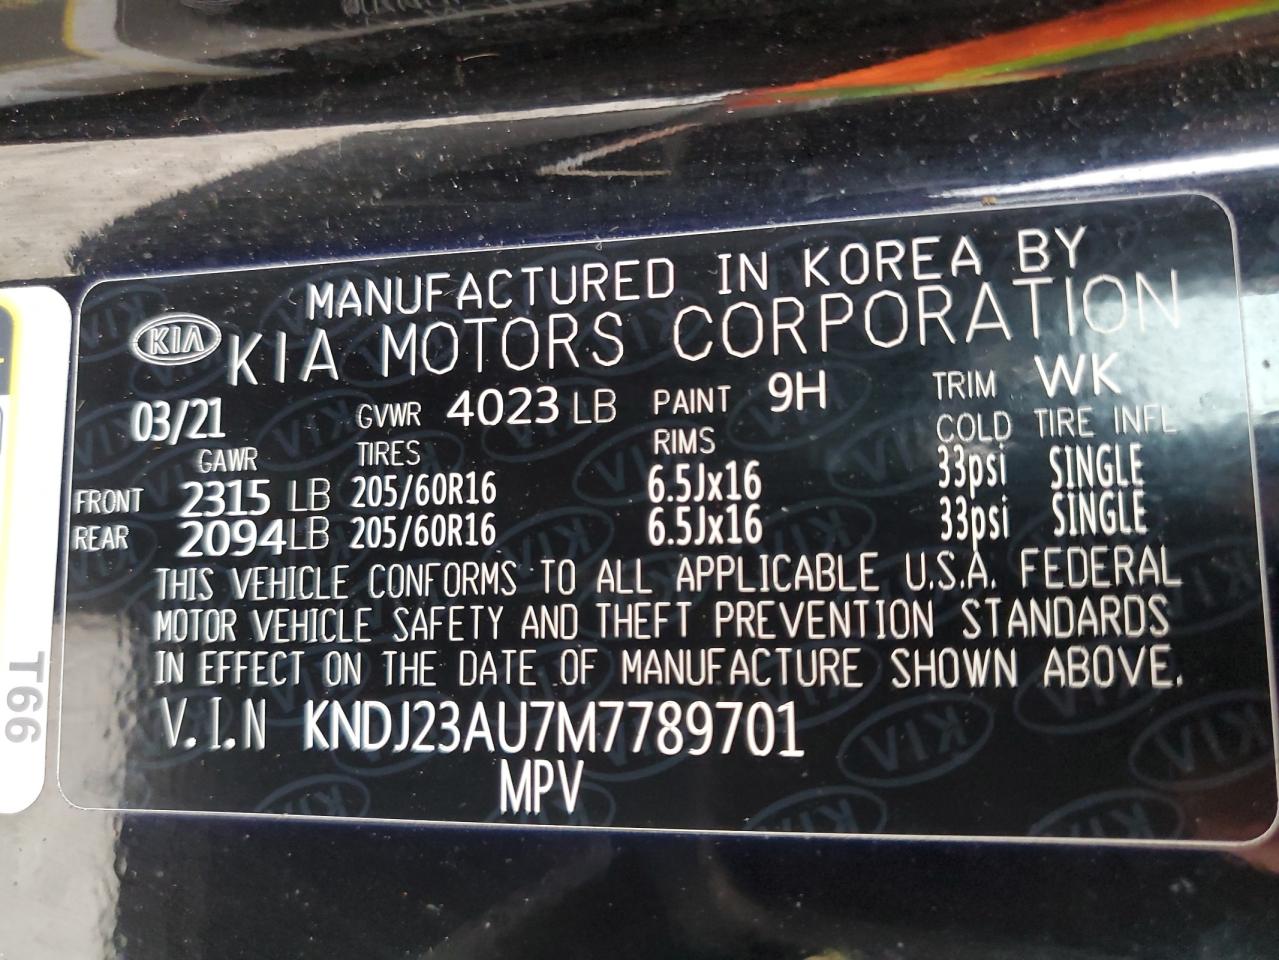 MANUFACTURED IN KOREA BY
KIA KIA MOTORS CORPORATION
03/21 GVWR 4023 LB PAINT 9H TRIM WK
GAWR TIRES RIMS COLD TIRE INFL
FRONT 2315 LB 205/60R16 6.5Jx16 33psi SINGLE
REAR 2094 LB 205/60R16 6.5Jx16 33psi SINGLE
THIS VEHICLE CONFORMS TO ALL APPLICABLE U.S.A. FEDERAL
MOTOR VEHICLE SAFETY AND THEFT PREVENTION STANDARDS
IN EFFECT ON THE DATE OF MANUFACTURE SHOWN ABOVE.
V.I.N KNDJ23AU7M7789701
MPV
T66